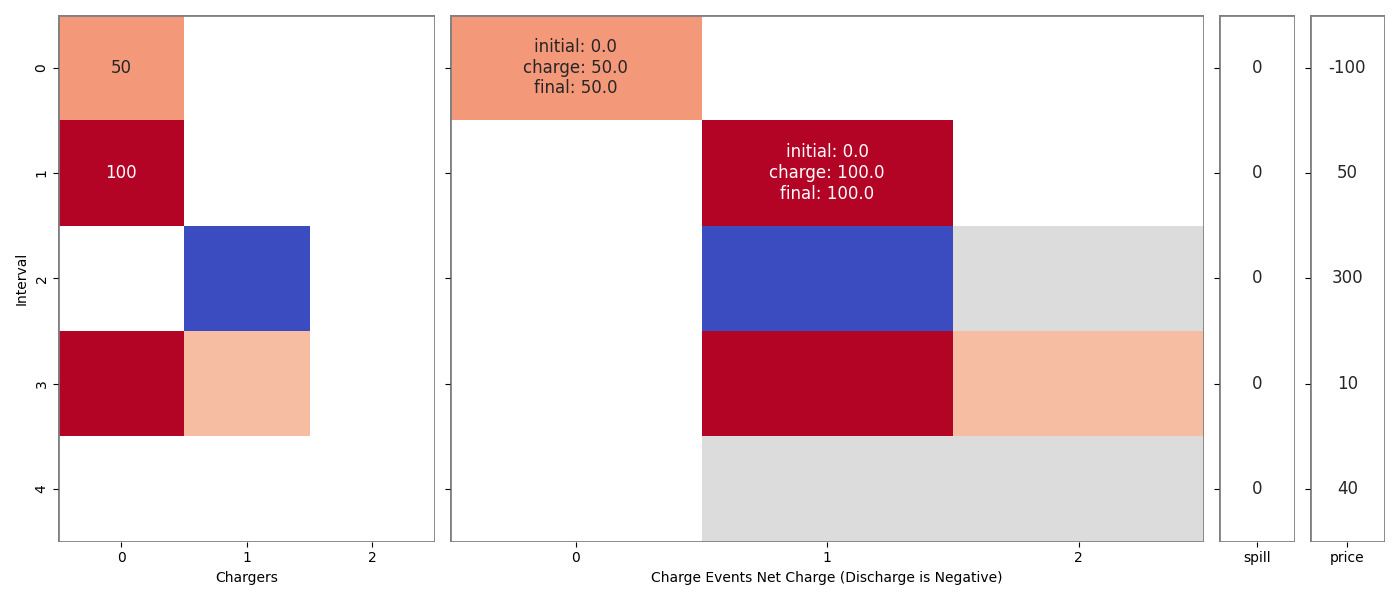 0
50
initial: 0.0
charge: 50.0
final: 50.0
0
-100
1
100
initial: 0.0
charge: 100.0
final: 100.0
0
50
Interval
2
0
300
3
0
10
4
0
40
0
1
2
0
1
2
spill
price
Chargers
Charge Events Net Charge (Discharge is Negative)